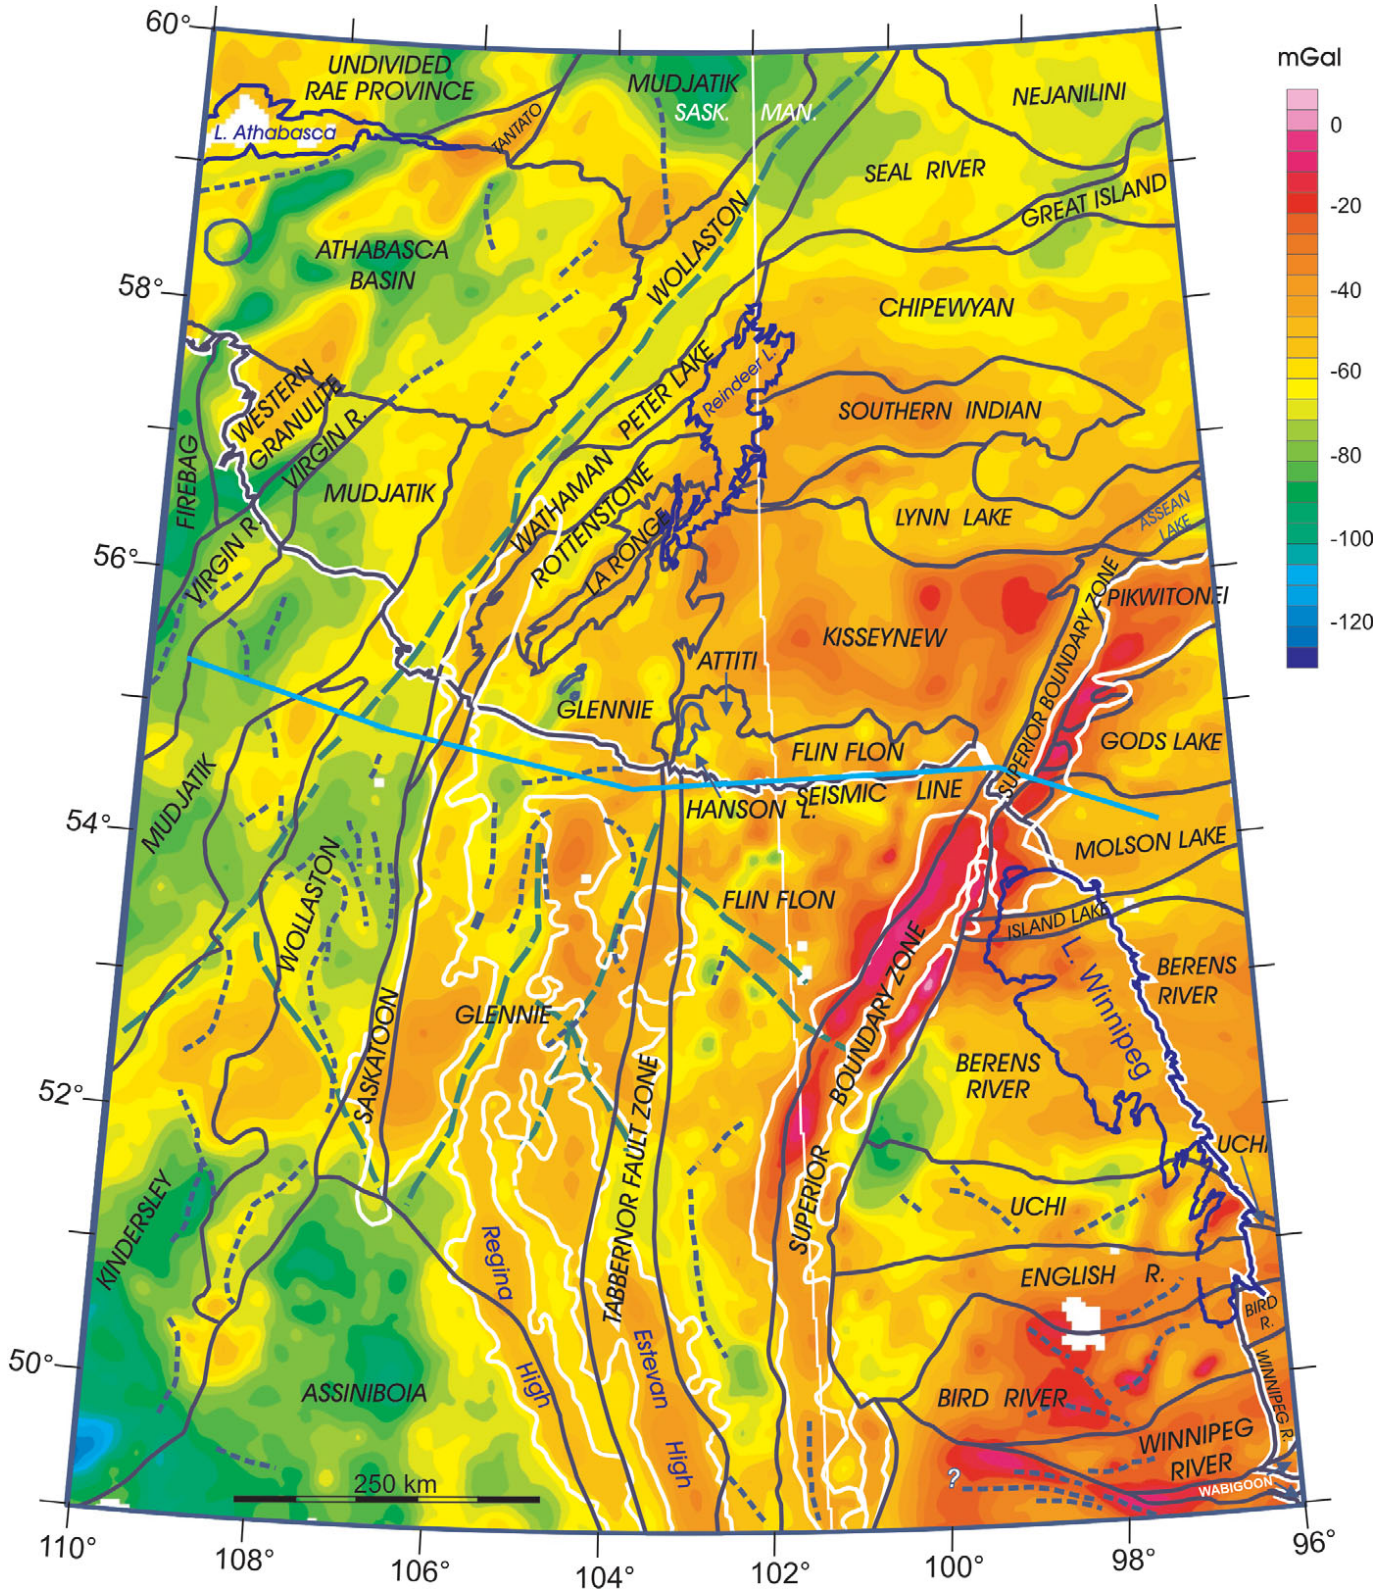 60°
UNDIVIDED
RAE PROVINCE
MUDJATIK
SASK.
MAN.
NEJANILINI
mGal
0
L. Athabasca
TANTATO
SEAL RIVER
GREAT ISLAND
-20
ATHABASCA
BASIN
WOLLASTON
58°
CHIPEWYAN
-40
WESTERN
GRANULITE
PETER LAKE
Reindeer L.
-60
VIRGIN R.
SOUTHERN INDIAN
FIREBAG
MUDJATIK
WATHAMAN
ROTTENSTONE
-80
LYNN LAKE
ASSEAN
LAKE
VIRGIN R.
LA RONGE
-100
56°
PIKWITONEI
KISSEYNEW
-120
ATTITI
SUPERIOR BOUNDARY ZONE
GLENNIE
FLIN FLON
GODS LAKE
MUDJATIK
HANSON L.
SEISMIC LINE
54°
MOLSON LAKE
WOLLASTON
FLIN FLON
ISLAND LAKE
L. Winnipeg
BERENS
RIVER
GLENNIE
SASKATOON
BOUNDARY ZONE
BERENS
RIVER
52°
TABBERNOR FAULT ZONE
UCHI
KINDERSLEY
SUPERIOR
UCHI
Regina
ENGLISH R.
BIRD
R.
Estevan
50°
High
ASSINIBOIA
BIRD RIVER
WINNIPEG R.
High
WINNIPEG
RIVER
250 km
?
WABIGOON
110°
108°
106°
104°
102°
100°
98°
96°